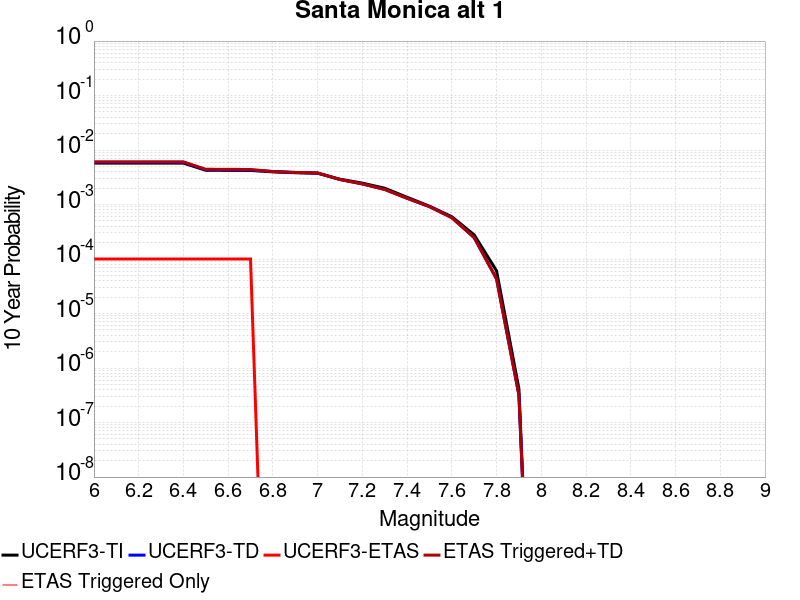 Santa Monica alt 1
10 0
10 -1
10 -2
10 -3
10 -4
10 -5
10 -6
10 -7
10 -8
10 Year Probability
6 6.2 6.4 6.6 6.8 7 7.2 7.4 7.6 7.8 8 8.2 8.4 8.6 8.8 9
Magnitude
UCERF3-TI UCERF3-TD UCERF3-ETAS ETAS Triggered+TD
ETAS Triggered Only